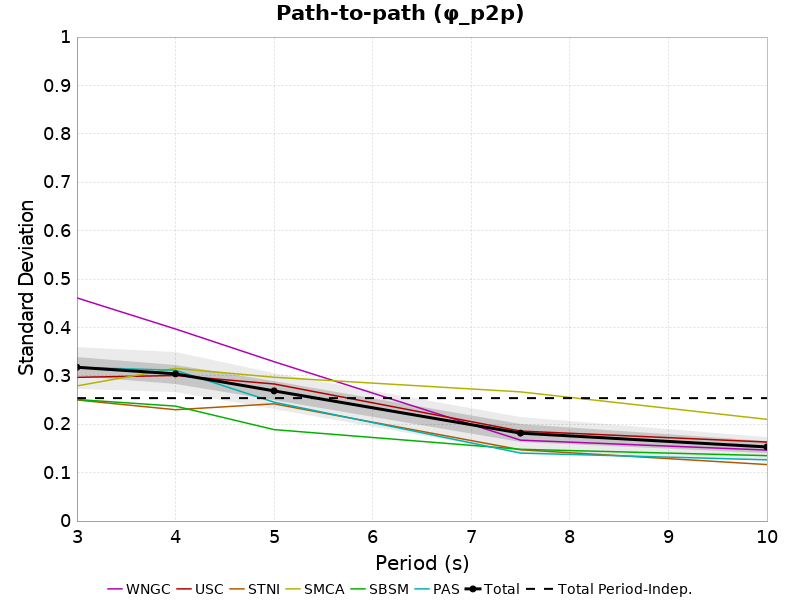 Path-to-path (φ_p2p)
Standard Deviation
1
0.9
0.8
0.7
0.6
0.5
0.4
0.3
0.2
0.1
0
3 4 5 6 7 8 9 10
Period (s)
WNGC USC STNI SMCA SBSM PAS Total Total Period-Indep.